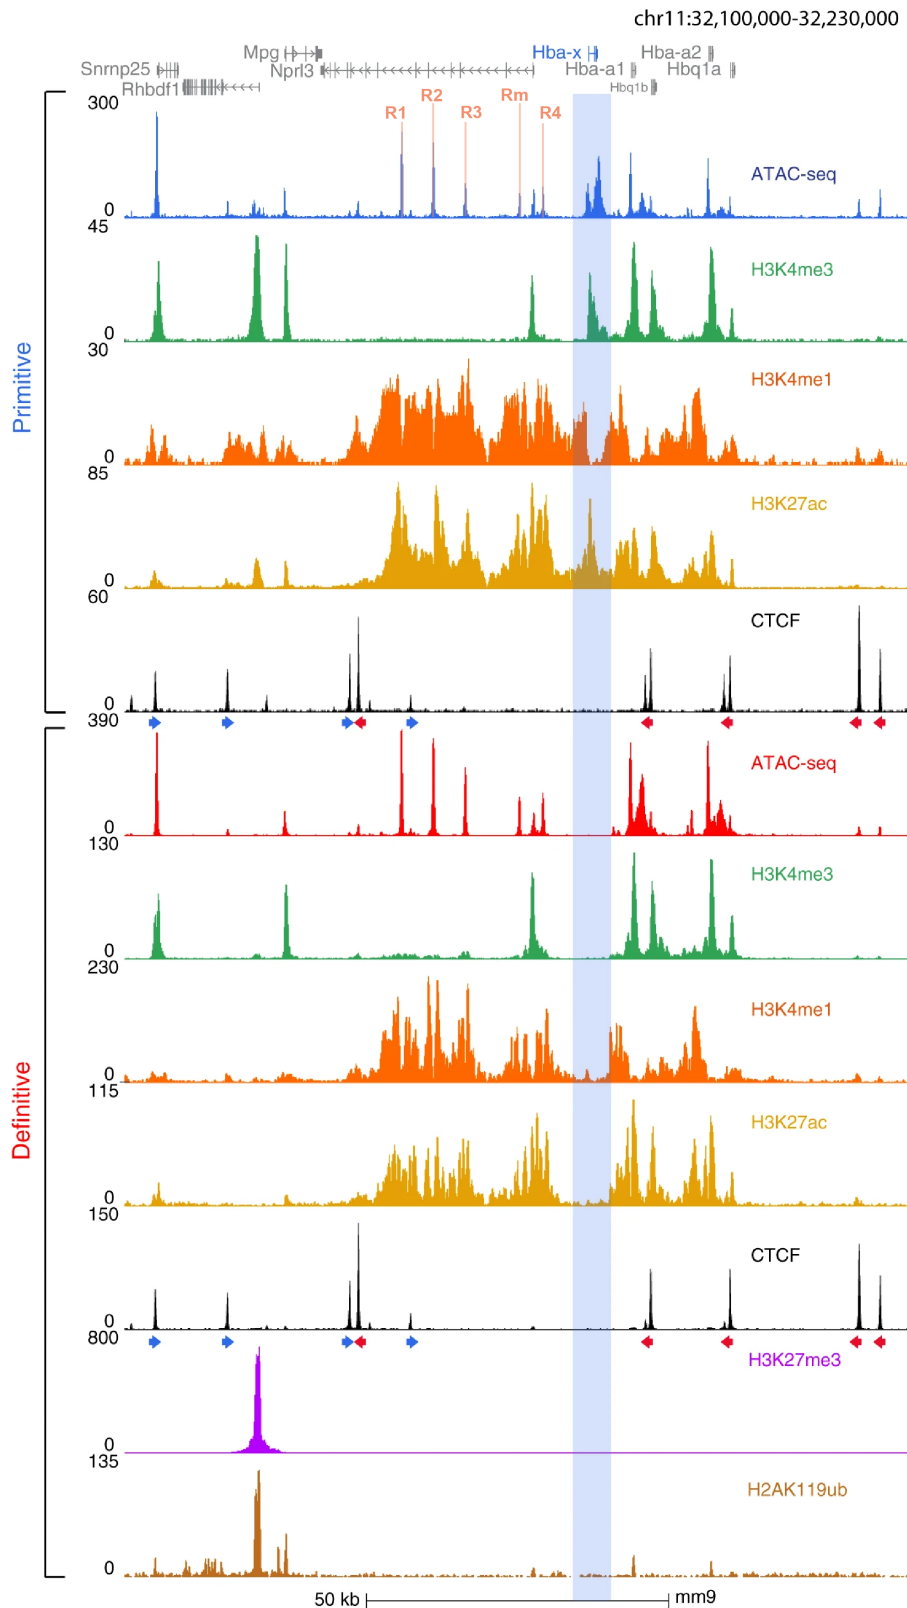 chr11:32,100,000-32,230,000
Mpg Hba-x Hba-a2
Snrnp25 Nprl3 Hba-a1 Hbq1a
Rhbdf1 Hbq1b
R1 R2 R3 Rm R4
Primitive
300
ATAC-seq
0
45
H3K4me3
0
30
H3K4me1
0
85
H3K27ac
0
60
CTCF
0
Definitive
390
ATAC-seq
0
130
H3K4me3
0
230
H3K4me1
0
115
H3K27ac
0
150
CTCF
0
800
H3K27me3
0
135
H2AK119ub
0
50 kb mm9